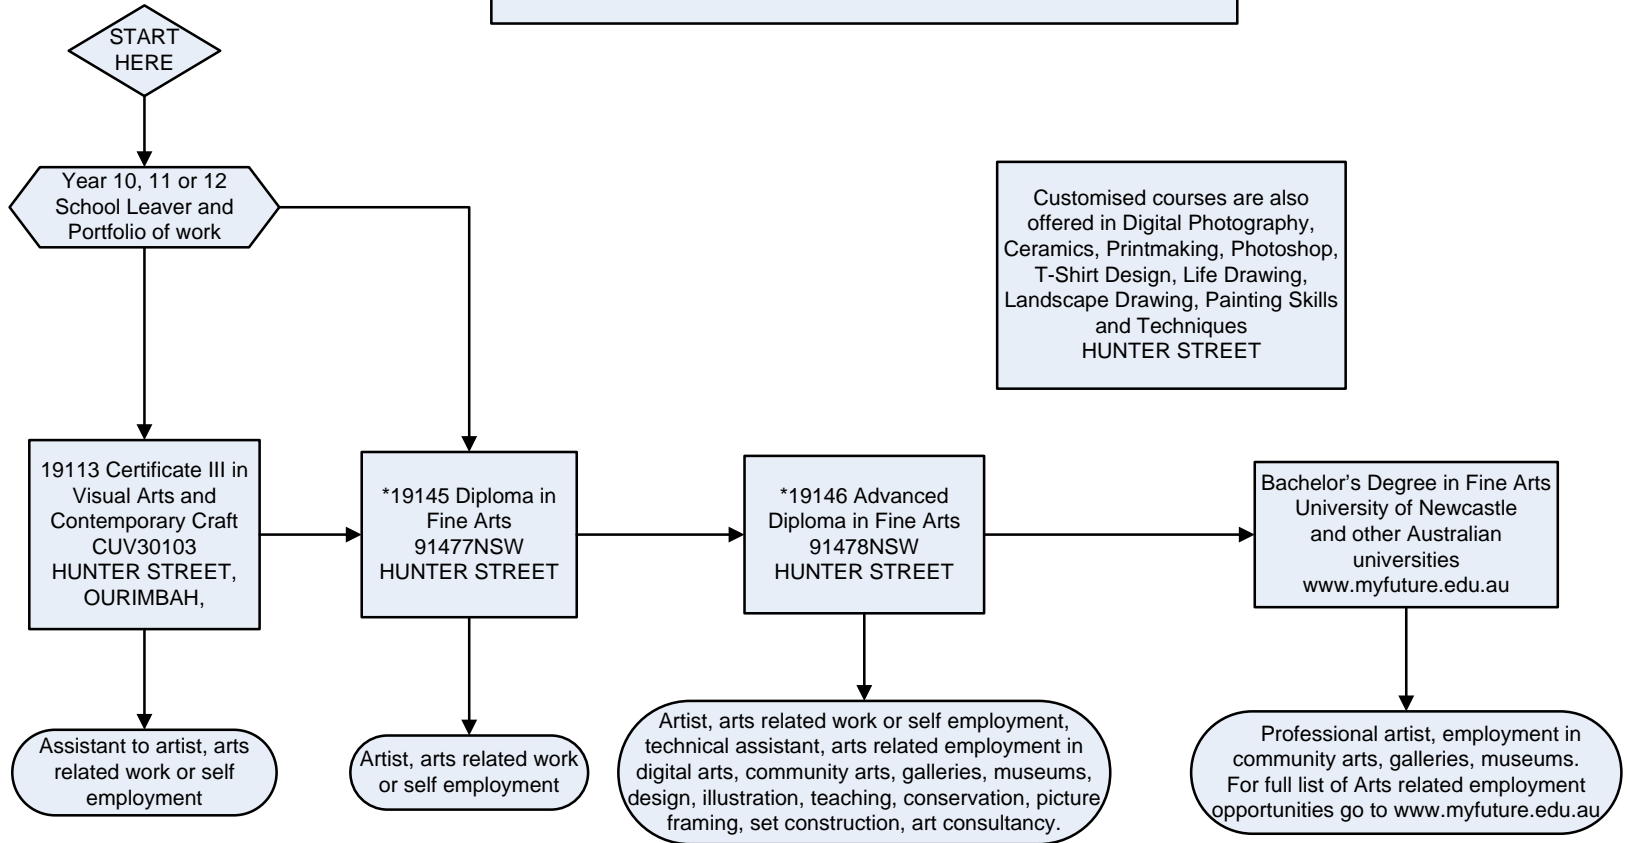 START
HERE
Year 10, 11 or 12
School Leaver and
Portfolio of work
Customised courses are also
offered in Digital Photography,
Ceramics, Printmaking, Photoshop,
T-Shirt Design, Life Drawing,
Landscape Drawing, Painting Skills
and Techniques
HUNTER STREET
19113 Certificate III in
Visual Arts and
Contemporary Craft
CUV30103
HUNTER STREET,
OURIMBAH,
*19145 Diploma in
Fine Arts
91477NSW
HUNTER STREET
*19146 Advanced
Diploma in Fine Arts
91478NSW
HUNTER STREET
Bachelor's Degree in Fine Arts
University of Newcastle
and other Australian
universities
www.myfuture.edu.au
Assistant to artist, arts
related work or self
employment
Artist, arts related work
or self employment
Artist, arts related work or self employment,
technical assistant, arts related employment in
digital arts, community arts, galleries, museums,
design, illustration, teaching, conservation, picture
framing, set construction, art consultancy.
Professional artist, employment in
community arts, galleries, museums.
For full list of Arts related employment
opportunities go to www.myfuture.edu.au